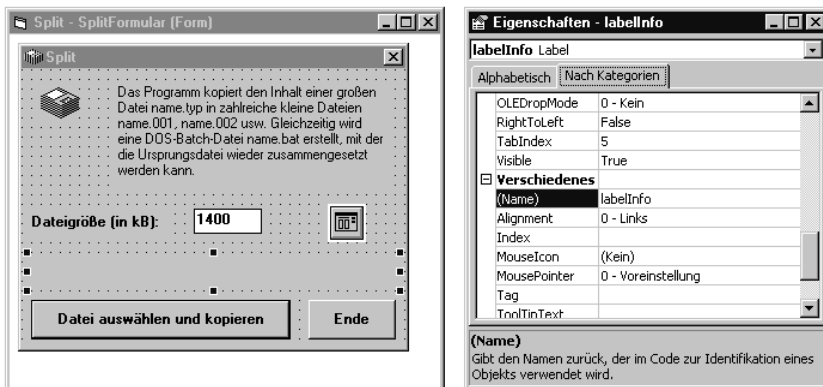 Split - SplitFormular (Form)
Split
Das Programm kopiert den Inhalt einer großen
Datei name.typ in zahlreiche kleine Dateien
name.001, name.002 usw. Gleichzeitig wird
eine DOS-Batch-Datei name.bat erstellt, mit der
die Ursprungsdatei wieder zusammengesetzt
werden kann.
Dateigröße (in kB): 1400
Datei auswählen und kopieren Ende
Eigenschaften - labelInfo
labelInfo Label
Alphabetisch Nach Kategorien
OLEDropMode 0 - Kein
RightToLeft False
TabIndex 5
Visible True
Verschiedenes
(Name) labelInfo
Alignment 0 - Links
Index
MouseIcon (Kein)
MousePointer 0 - Voreinstellung
Tag
ToolTipText
(Name)
Gibt den Namen zurück, der im Code zur Identifikation eines
Objekts verwendet wird.